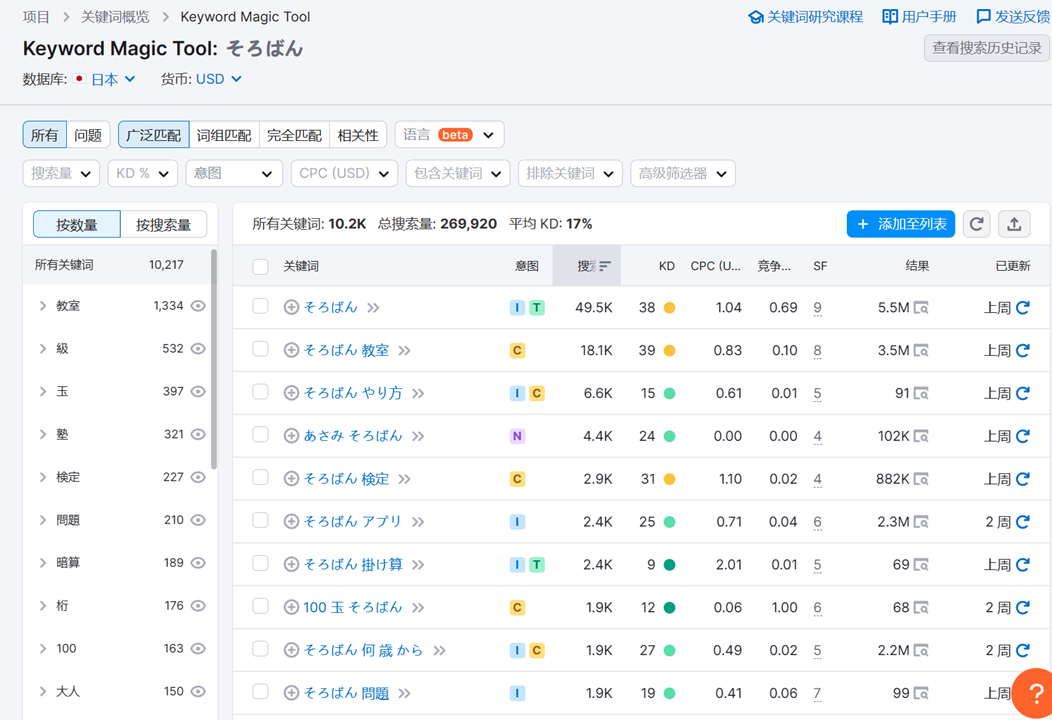 项目 > 关键词概览 > Keyword Magic Tool
关键词研究课程 用户手册 发送反馈
Keyword Magic Tool: そろばん
查看搜索历史记录
数据库: 日本 货币: USD
所有 问题 广泛匹配 词组匹配 完全匹配 相关性 语言 beta
搜索量 KD % 意图 CPC (USD) 包含关键词 排除关键词 高级筛选器
按数量 按搜索量
所有关键词: 10.2K 总搜索量: 269,920 平均 KD: 17%
+ 添加至列表
所有关键词 10,217
教室 1,334
級 532
玉 397
塾 321
検定 227
問題 210
暗算 189
桁 176
100 163
大人 150
关键词 意图 搜 KD CPC (U... 竞争... SF 结果 已更新
そろばん I T 49.5K 38 1.04 0.69 9 5.5M 上周
そろばん 教室 C 18.1K 39 0.83 0.10 8 3.5M 上周
そろばん やり方 I C 6.6K 15 0.61 0.01 5 91 上周
あさみ そろばん N 4.4K 24 0.00 0.00 4 102K 上周
そろばん 検定 C 2.9K 31 1.10 0.02 4 882K 上周
そろばん アプリ I 2.4K 25 0.71 0.04 6 2.3M 2 周
そろばん 掛け算 I T 2.4K 9 2.01 0.01 5 69 上周
100 玉 そろばん C 1.9K 12 0.06 1.00 6 68 2 周
そろばん 何 歳 から I C 1.9K 27 0.49 0.02 5 2.2M 2 周
そろばん 問題 I 1.9K 19 0.41 0.06 7 99 上周
?